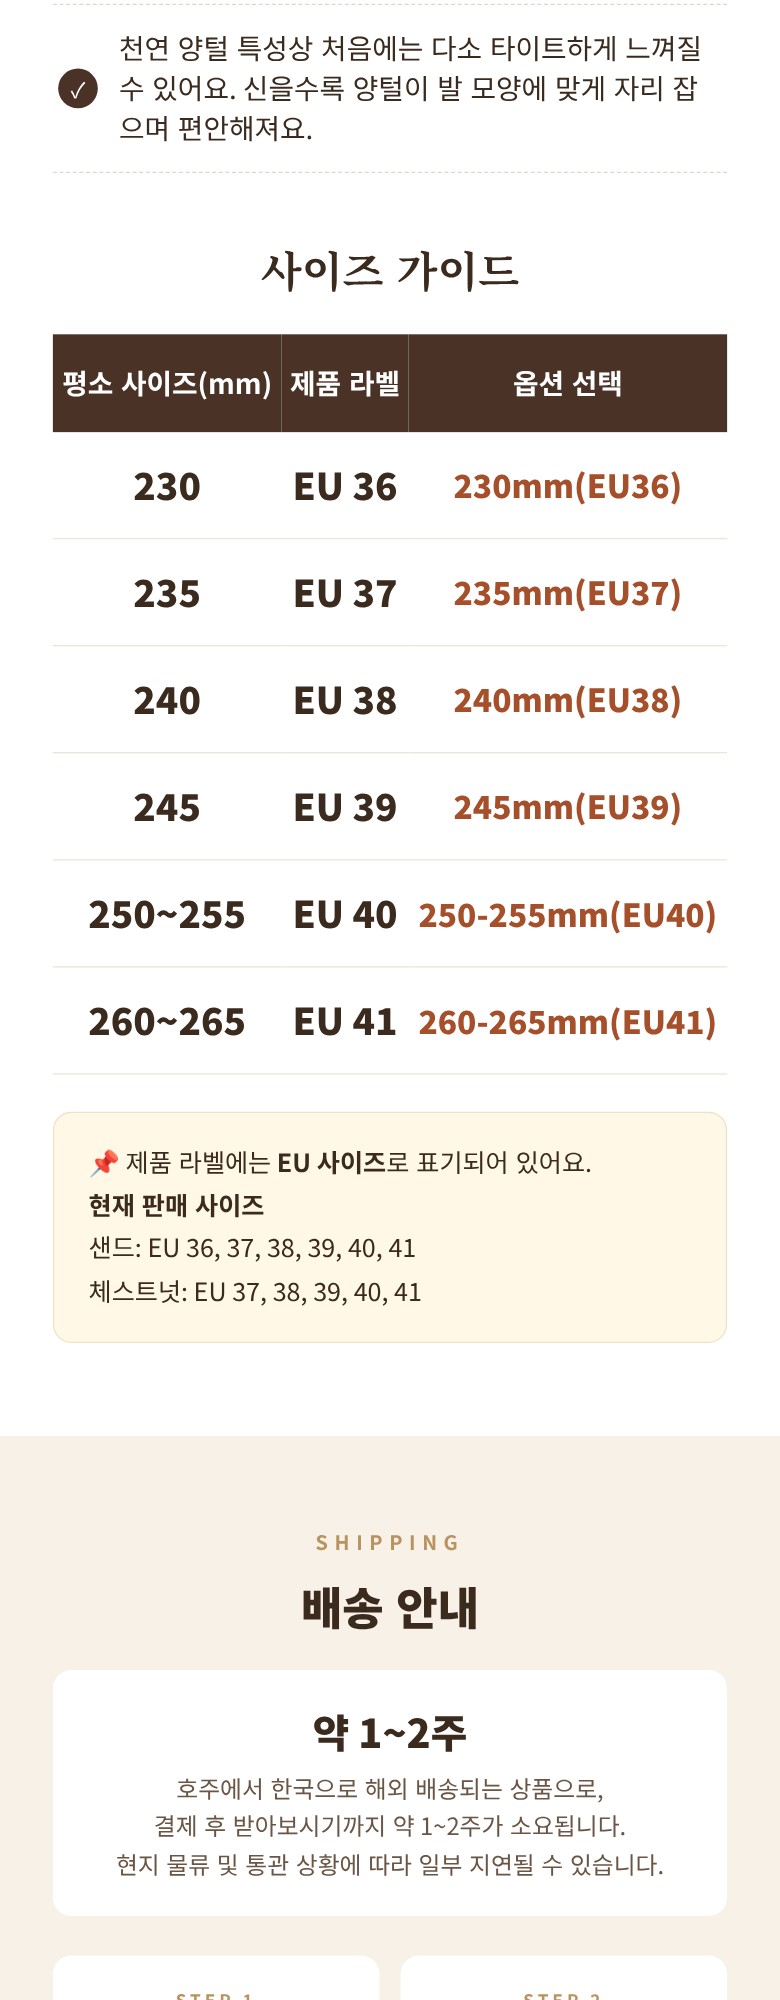 천연 양털 특성상 처음에는 다소 타이트하게 느껴질
수 있어요. 신을수록 양털이 발 모양에 맞게 자리 잡
으며 편안해져요.
사이즈 가이드
평소 사이즈(mm) 제품 라벨 옵션 선택
230 EU 36 230mm(EU36)
235 EU 37 235mm(EU37)
240 EU 38 240mm(EU38)
245 EU 39 245mm(EU39)
250~255 EU 40 250-255mm(EU40)
260~265 EU 41 260-265mm(EU41)
📌 제품 라벨에는 EU 사이즈로 표기되어 있어요.
현재 판매 사이즈
샌드: EU 36, 37, 38, 39, 40, 41
체스트넛: EU 37, 38, 39, 40, 41
SHIPPING
배송 안내
약 1~2주
호주에서 한국으로 해외 배송되는 상품으로,
결제 후 받아보시기까지 약 1~2주가 소요됩니다.
현지 물류 및 통관 상황에 따라 일부 지연될 수 있습니다.
STEP 1 STEP 2